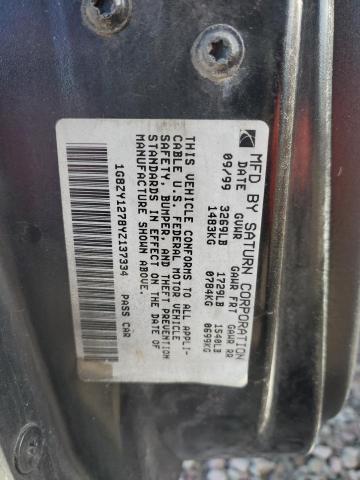 MFD BY SATURN CORPORATION
DATE GVWR GAWR FRT GAWR RR
09/99 3269LB 1729LB 1540LB
1483KG 0784KG 0699KG
THIS VEHICLE CONFORMS TO ALL APPLI-
CABLE U.S. FEDERAL MOTOR VEHICLE
SAFETY, BUMPER, AND THEFT PREVENTION
STANDARDS IN EFFECT ON THE DATE OF
MANUFACTURE SHOWN ABOVE.
1G8ZY1278YZ137334 PASS CAR